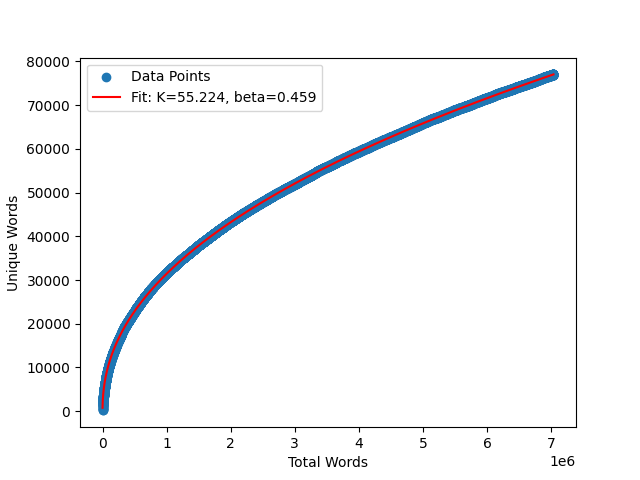 Data Points
Fit: K=55.224, beta=0.459
80000
70000
60000
50000
40000
30000
20000
10000
0
Unique Words
0 1 2 3 4 5 6 7
1e6
Total Words